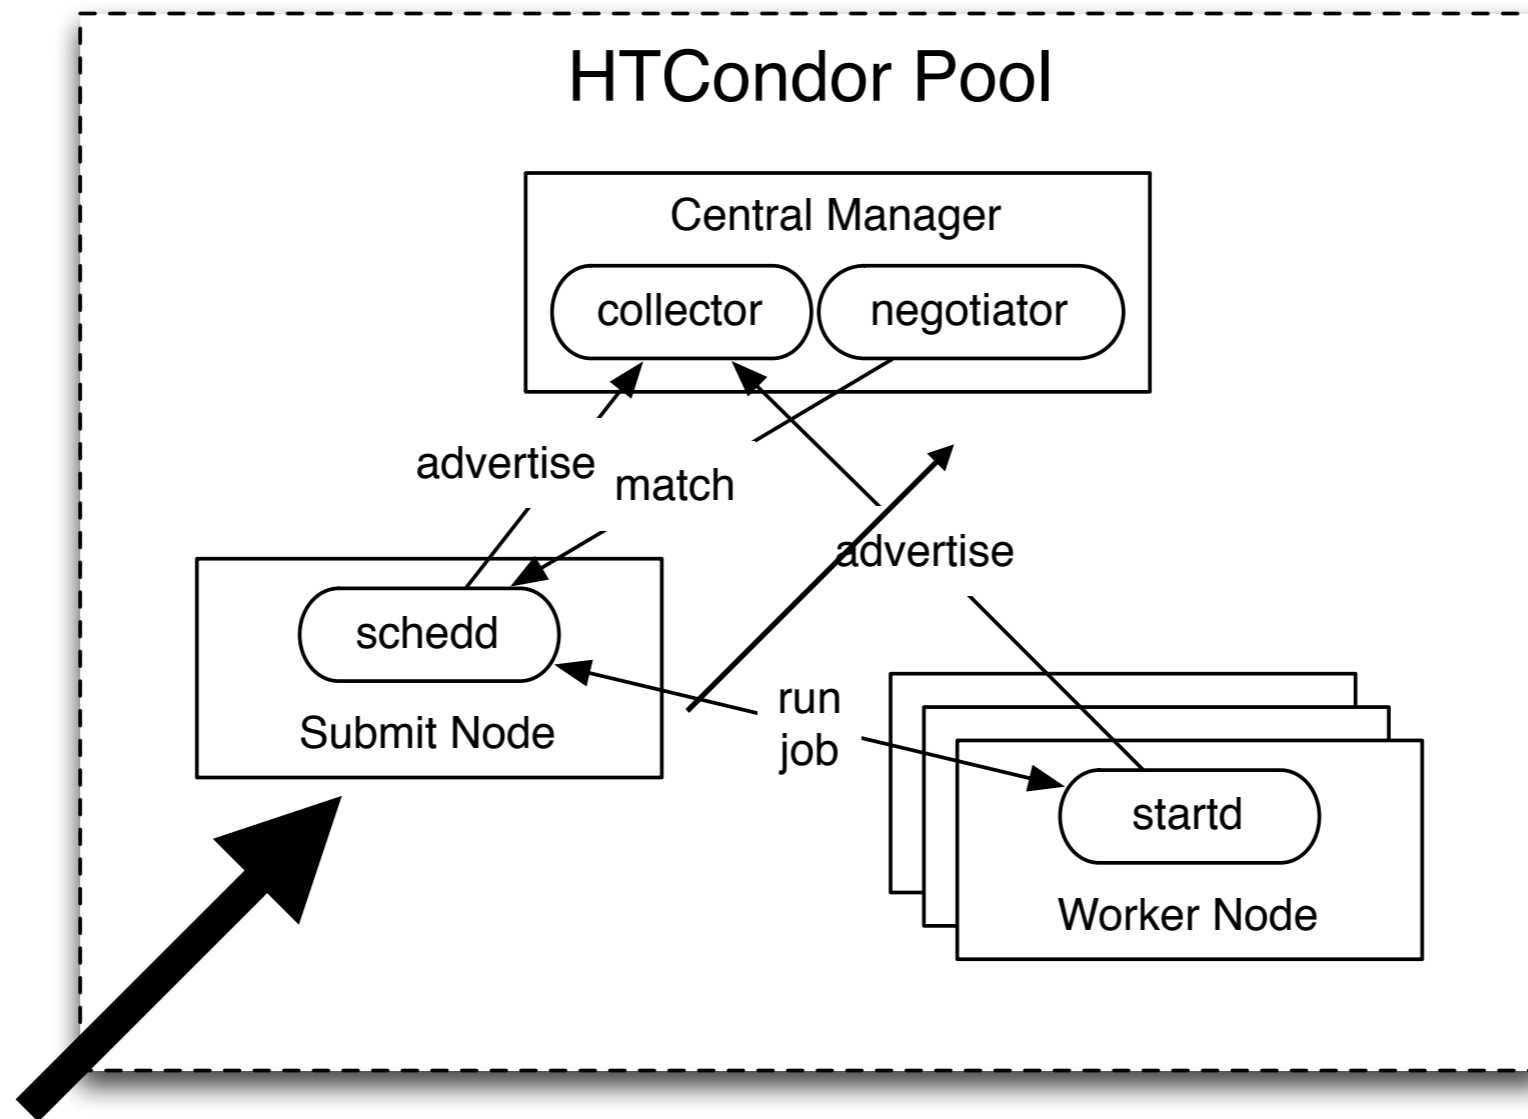 HTCondor Pool
Central Manager
collector
negotiator
advertise
match
advertise
schedd
Submit Node
run
job
startd
Worker Node